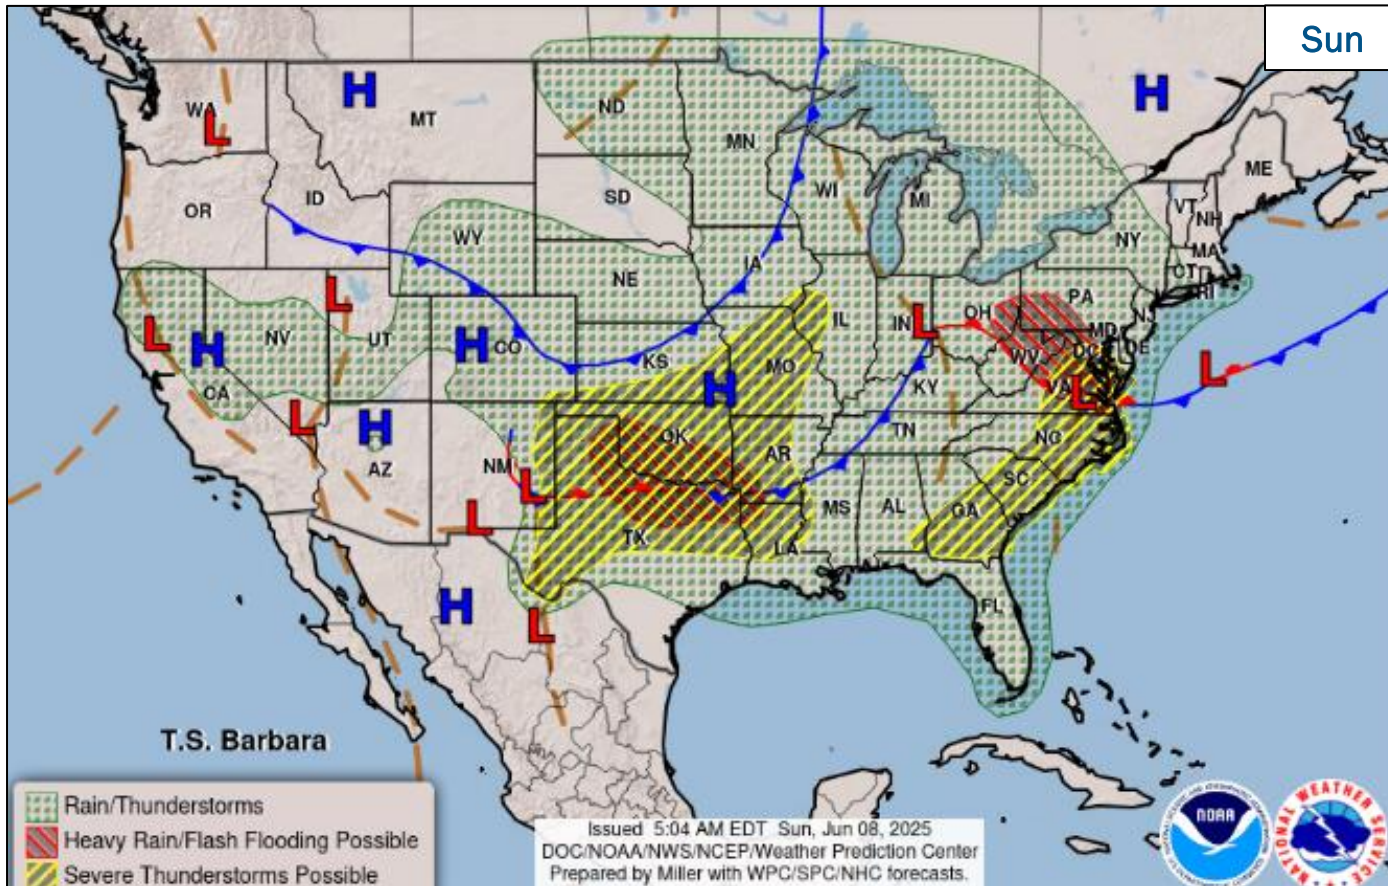 Sun
H
H
ND
WA
L
MT
MN
ME
WI
MI
ID
SD
OR
VT
NH
WY
NY
MA
IA
CT
NE
RI
L
PA
IL
IN
L
OH
NJ
L
H
NV
UT
H
CO
MD
DE
DC
WV
KS
MO
L
CA
H
KY
VA
L
L
H
TN
OK
NC
AZ
NM
AR
L
SC
MS
AL
GA
L
TX
LA
H
FL
L
T.S. Barbara
Rain/Thunderstorms
Heavy Rain/Flash Flooding Possible
Severe Thunderstorms Possible
Issued 5:04 AM EDT Sun, Jun 08, 2025
DOC/NOAA/NWS/NCEP/Weather Prediction Center
Prepared by Miller with WPC/SPC/NHC forecasts.
NOAA
NATIONAL WEATHER SERVICE